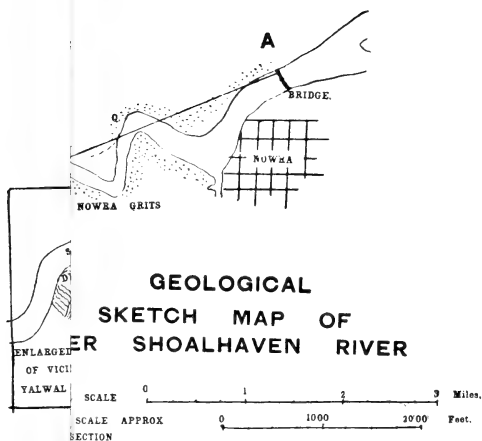 A
BRIDGE.
Q
NOWRA
NOWRA GRITS
GEOLOGICAL
SKETCH MAP OF
ER SHOALHAVEN RIVER
S
D
ENLARGED
OF VICI
YALWAL
SCALE 0 1 2 3 Miles.
SCALE APPROX 0 1000 2000 Feet.
SECTION